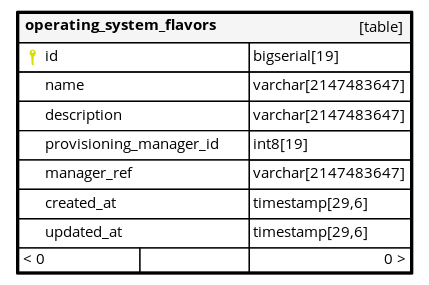 operating_system_flavors [table]
id bigserial[19]
name varchar[2147483647]
description varchar[2147483647]
provisioning_manager_id int8[19]
manager_ref varchar[2147483647]
created_at timestamp[29,6]
updated_at timestamp[29,6]
< 0 0 >